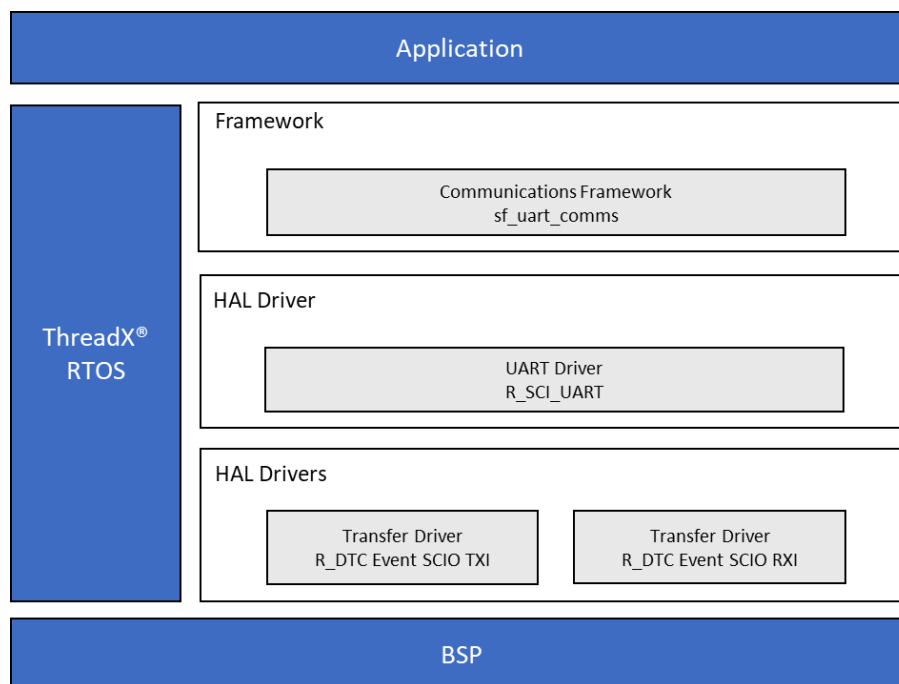 Application
ThreadX®
RTOS
Framework
Communications Framework
sf_uart_comms
HAL Driver
UART Driver
R_SCI_UART
HAL Drivers
Transfer Driver
R_DTC Event SCIO TXI
Transfer Driver
R_DTC Event SCIO RXI
BSP